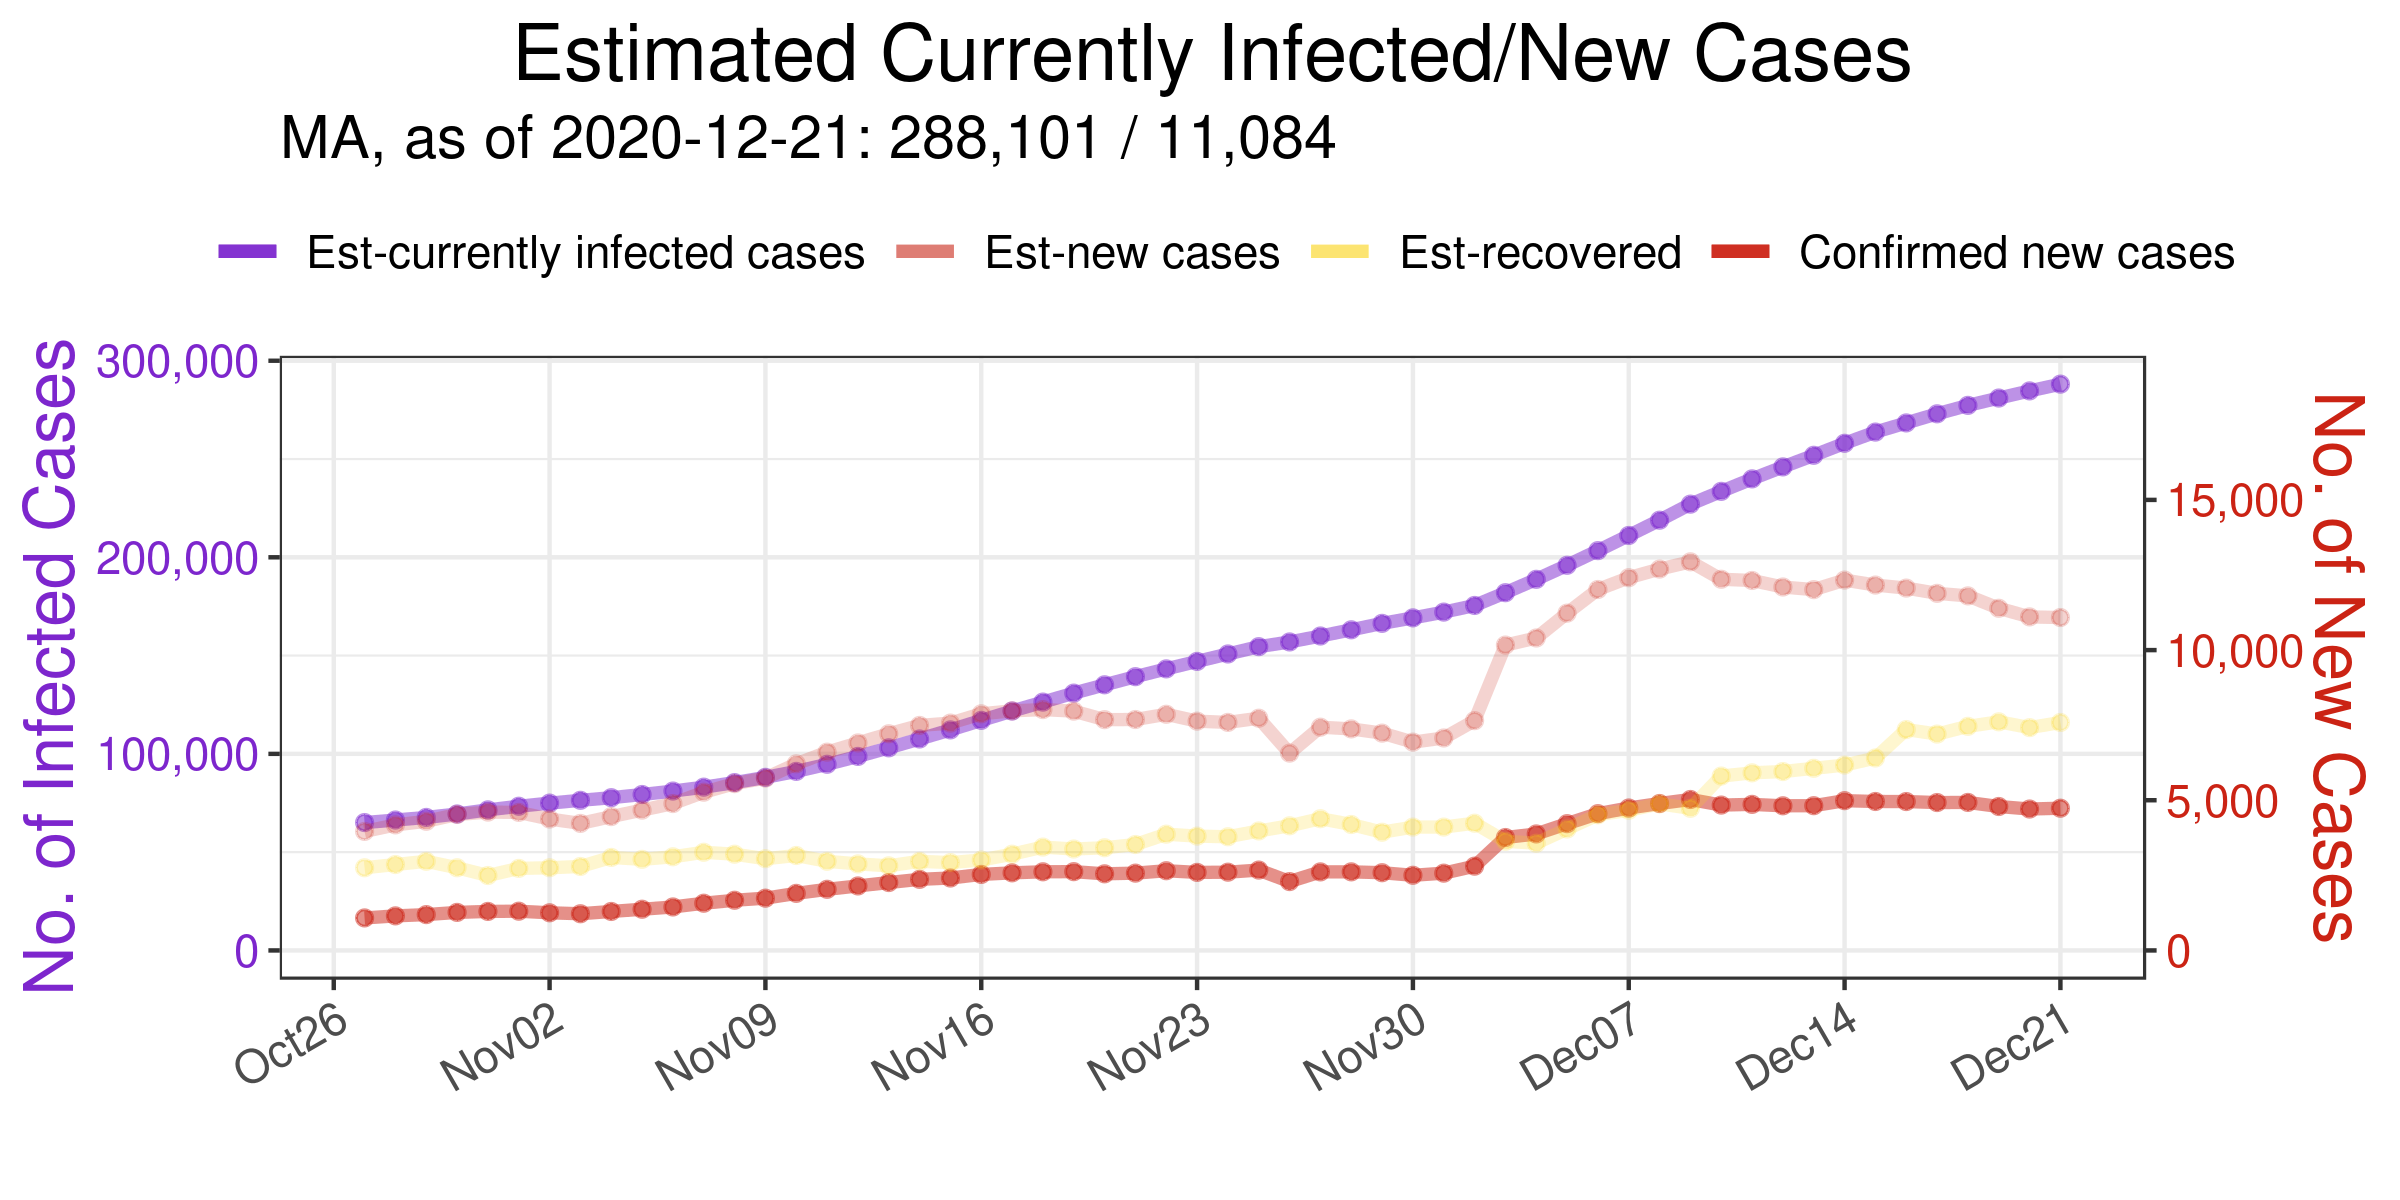 Estimated Currently Infected/New Cases
MA, as of 2020-12-21: 288,101 / 11,084
Est-currently infected cases
Est-new cases
Est-recovered
Confirmed new cases
No. of Infected Cases
300,000
200,000
100,000
0
15,000
10,000
5,000
0
No. of New Cases
Oct26
Nov02
Nov09
Nov16
Nov23
Nov30
Dec07
Dec14
Dec21